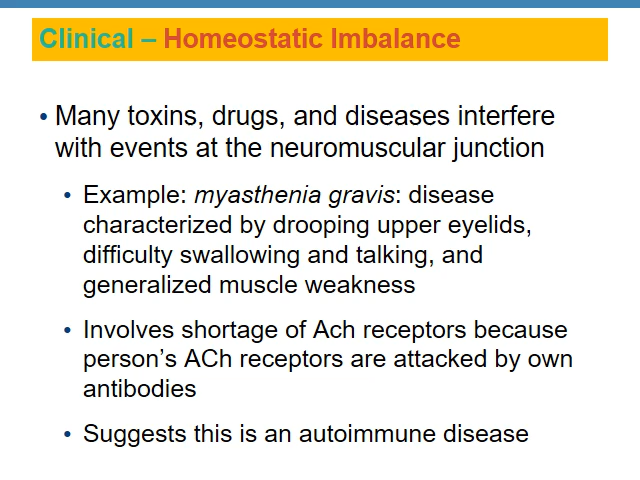 Clinical – Homeostatic Imbalance
• Many toxins, drugs, and diseases interfere
with events at the neuromuscular junction
• Example: myasthenia gravis: disease
characterized by drooping upper eyelids,
difficulty swallowing and talking, and
generalized muscle weakness
• Involves shortage of Ach receptors because
person’s ACh receptors are attacked by own
antibodies
• Suggests this is an autoimmune disease